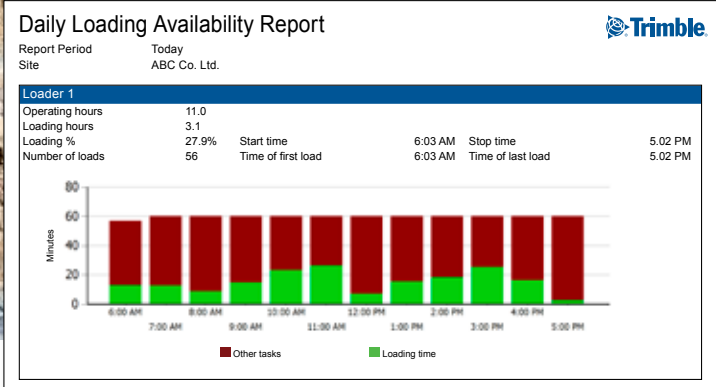 Daily Loading Availability Report
Trimble.
Report Period Today
Site ABC Co. Ltd.
Loader 1
Operating hours 11.0
Loading hours 3.1
Loading % 27.9% Start time 6:03 AM Stop time 5.02 PM
Number of loads 56 Time of first load 6:03 AM Time of last load 5.02 PM
80
60
40
20
0
Minutes
6:00 AM 8:00 AM 10:00 AM 12:00 PM 2:00 PM 4:00 PM
7:00 AM 9:00 AM 11:00 AM 1:00 PM 3:00 PM 5:00 PM
Other tasks Loading time